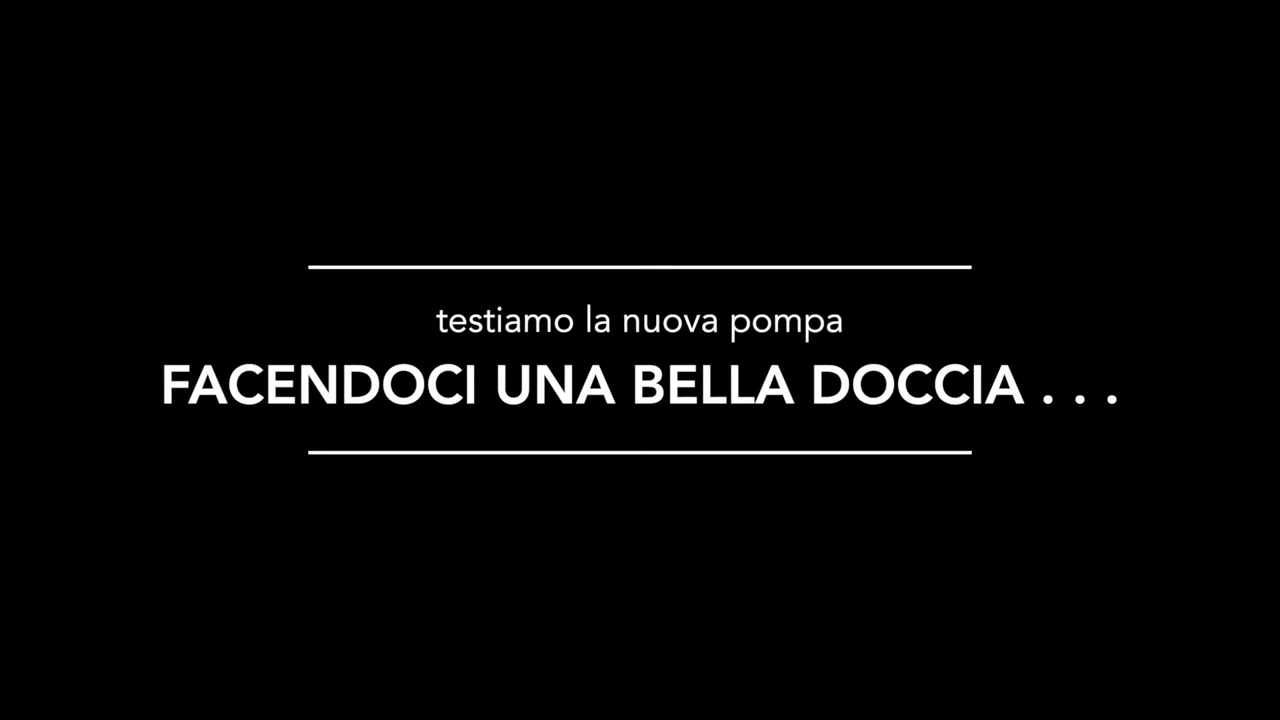 testiamo la nuova pompa
FACENDOCI UNA BELLA DOCCIA . . .